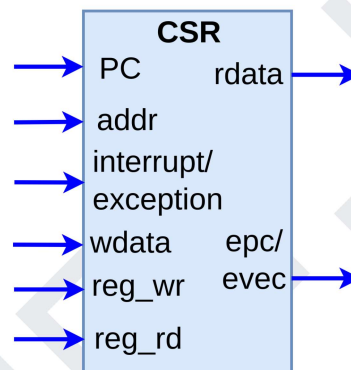 CSR
PC
rdata
addr
interrupt/
exception
wdata
epc/
evec
reg_wr
reg_rd